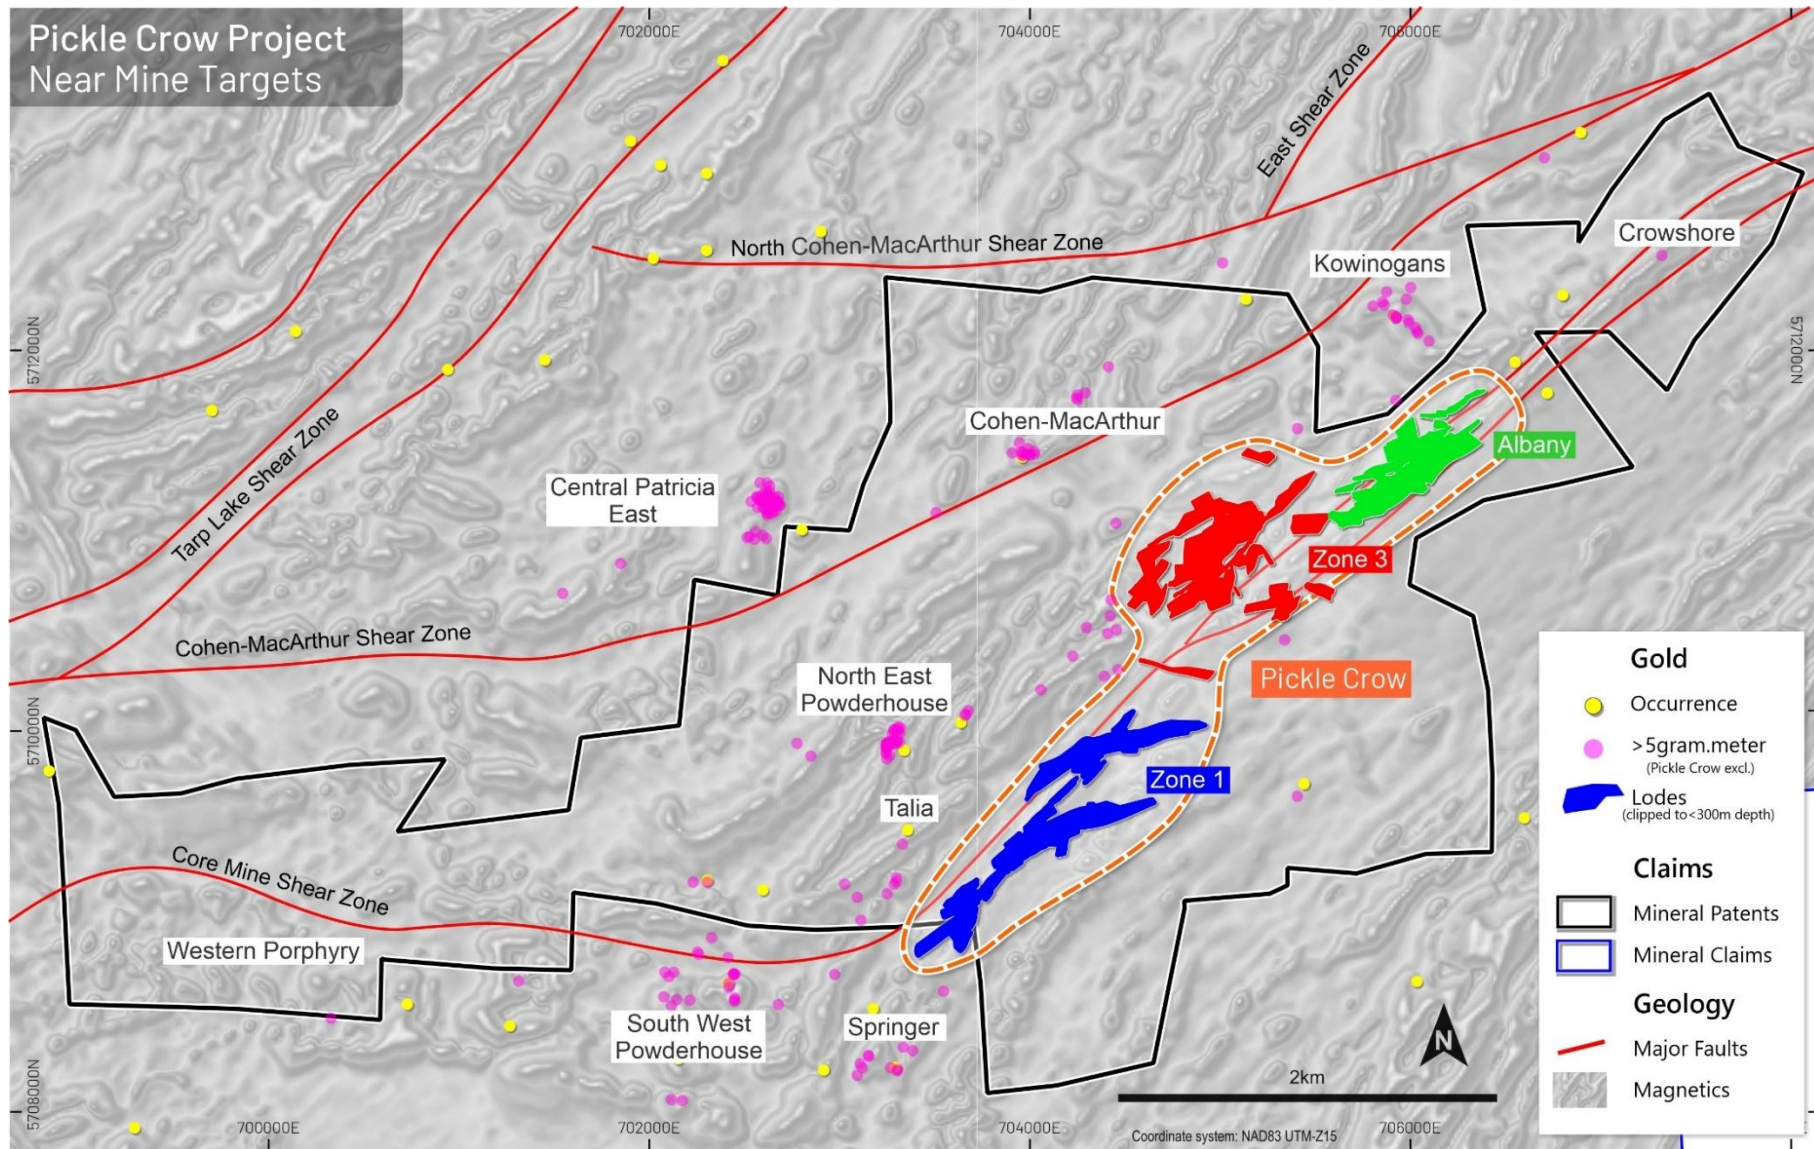 Pickle Crow Project
Near Mine Targets
702000E
704000E
706000E
East Shear Zone
North Cohen-MacArthur Shear Zone
Crowshore
Kowinogans
5712000N
5712000N
Cohen-MacArthur
Albany
Central Patricia
East
Tarp Lake Shear Zone
Zone 3
Cohen-MacArthur Shear Zone
North East
Powderhouse
Pickle Crow
5710000N
Zone 1
Talia
Core Mine Shear Zone
Western Porphyry
South West
Powderhouse
Springer
Gold
Occurrence
>5gram.meter
(Pickle Crow excl.)
Lodes
(clipped to<300m depth)
Claims
Mineral Patents
Mineral Claims
Geology
Major Faults
Magnetics
N
2km
5708000N
700000E
702000E
704000E
706000E
Coordinate system: NAD83 UTM-Z15